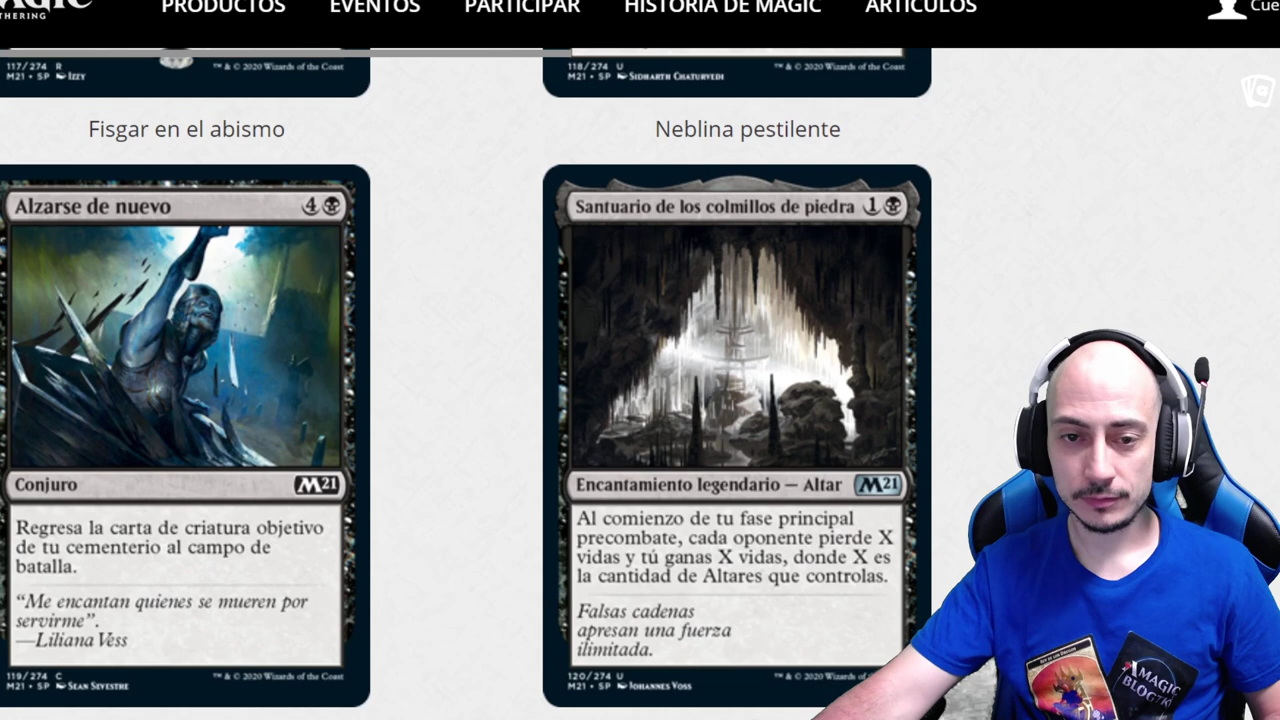 THERING
PRODUCTOS EVENTOS PARTICIPAR HISTORIA DE MAGIC ARTÍCULOS Cue
117/274 R
M21 • SP IZZY
™ & © 2020 Wizards of the Coast
118/274 U
M21 • SP SIDHARTH CHATURVEDI
™ & © 2020 Wizards of the Coast
Fisgar en el abismo
Neblina pestilente
Alzarse de nuevo 4
Conjuro M21
Regresa la carta de criatura objetivo
de tu cementerio al campo de
batalla.
“Me encantan quienes se mueren por
servirme”.
—Liliana Vess
119/274 C
M21 • SP SEAN SEVESTRE
™ & © 2020 Wizards of the Coast
Santuario de los colmillos de piedra 1
Encantamiento legendario — Altar M21
Al comienzo de tu fase principal
precombate, cada oponente pierde X
vidas y tú ganas X vidas, donde X es
la cantidad de Altares que controlas.
Falsas cadenas
apresan una fuerza
ilimitada.
120/274 U
M21 • SP JOHANNES VOSS
™ & © 2020 Wizards of
MAGIC
BLOG7K